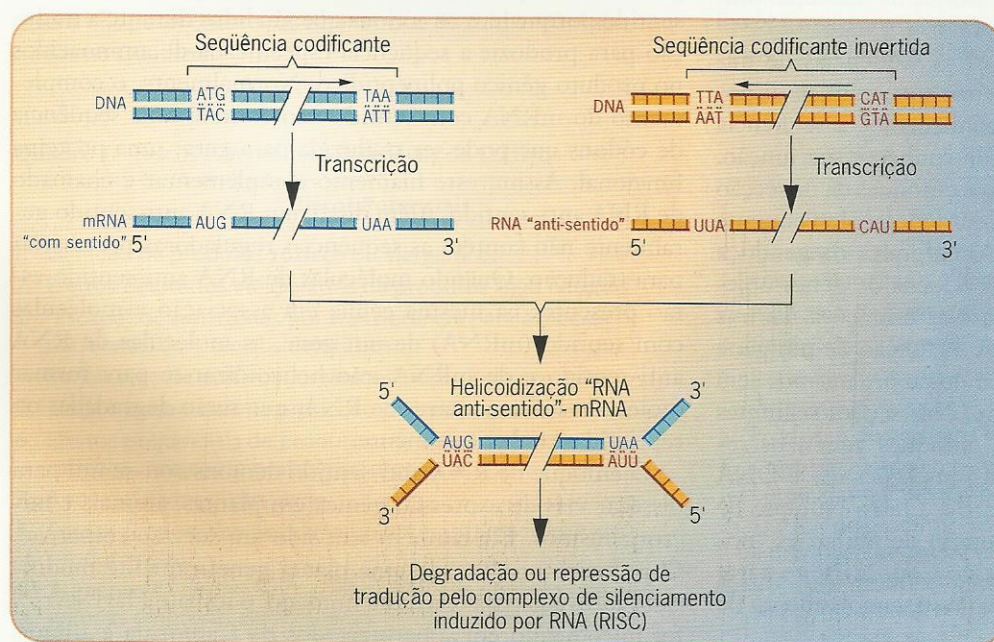 Seqüência codificante
ATG
TAA
DNA
TAC
ATT
Transcrição
mRNA
"com sentido"
AUG
UAA
5'
3'
Seqüência codificante invertida
TTA
CAT
DNA
AAT
GTA
Transcrição
RNA "anti-sentido"
UUA
CAU
5'
3'
5'
Helicoidização "RNA
anti-sentido"- mRNA
3'
AUG
UAA
UAC
AUU
3'
5'
Degradação ou repressão de
tradução pelo complexo de silenciamento
induzido por RNA (RISC)